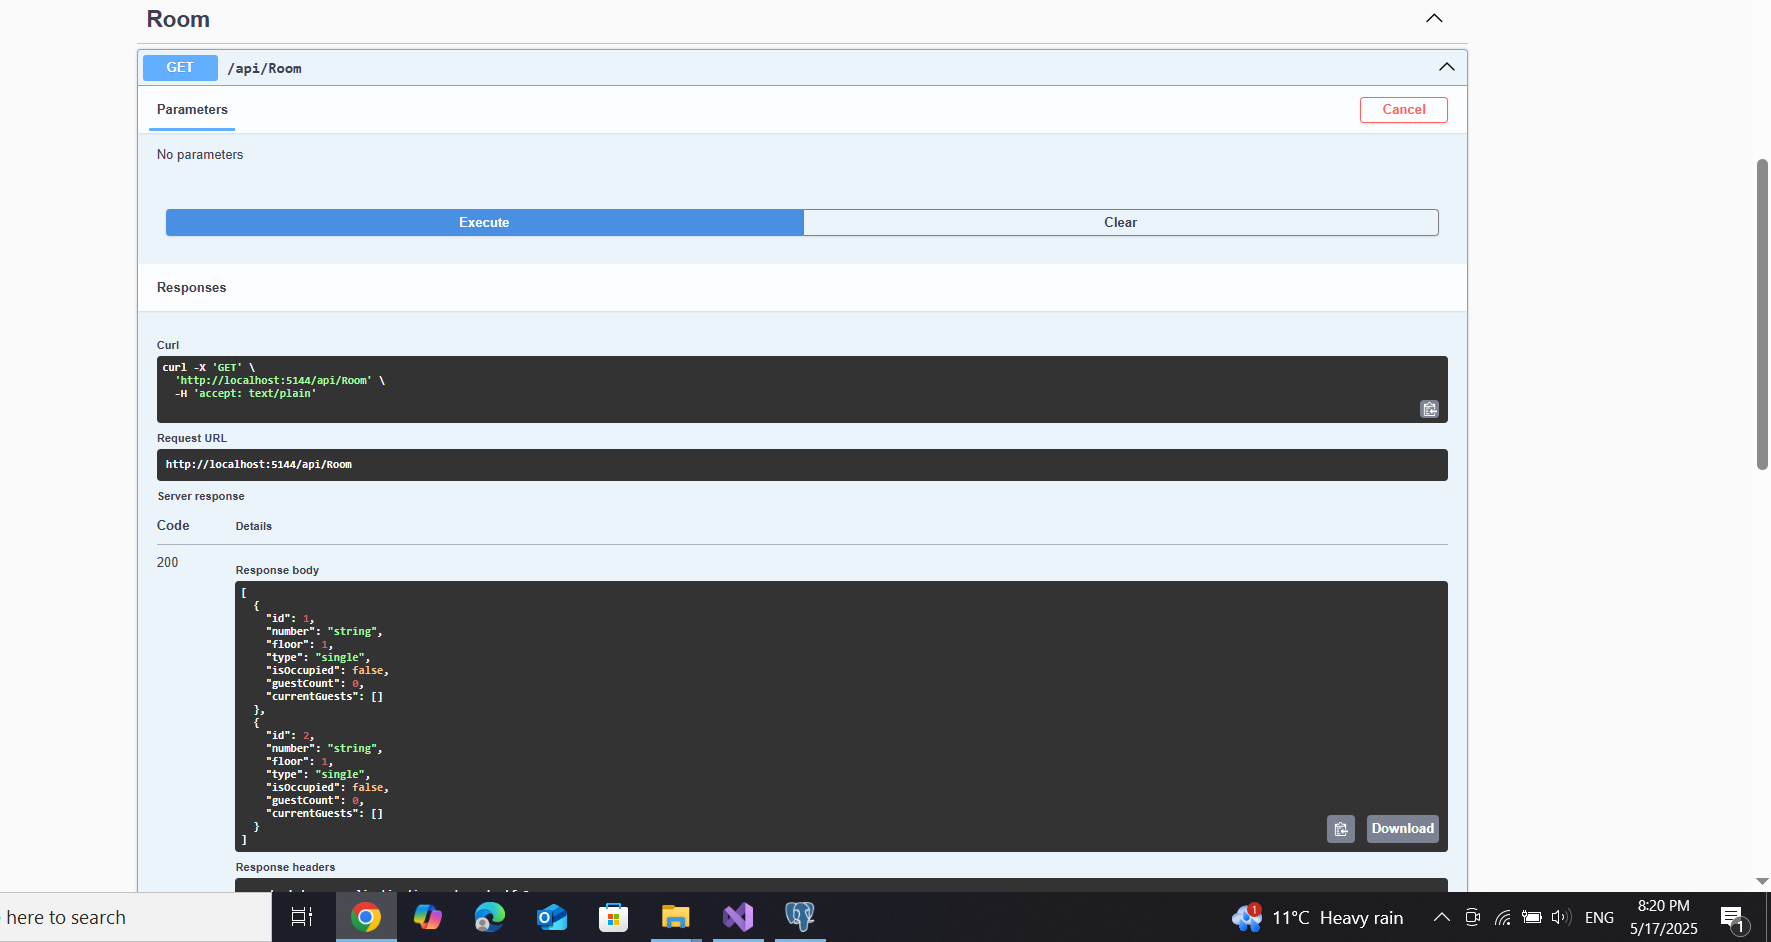 Room
GET /api/Room
Parameters
Cancel
No parameters
Execute
Clear
Responses
Curl
curl -X 'GET' \
'http://localhost:5144/api/Room' \
-H 'accept: text/plain'
Request URL
http://localhost:5144/api/Room
Server response
Code Details
200
Response body
[
{
"id": 1,
"number": "string",
"floor": 1,
"type": "single",
"isOccupied": false,
"guestCount": 0,
"currentGuests": []
},
{
"id": 2,
"number": "string",
"floor": 1,
"type": "single",
"isOccupied": false,
"guestCount": 0,
"currentGuests": []
}
]
Download
Response headers
here to search
1
11°C Heavy rain
ENG
8:20 PM
5/17/2025
1